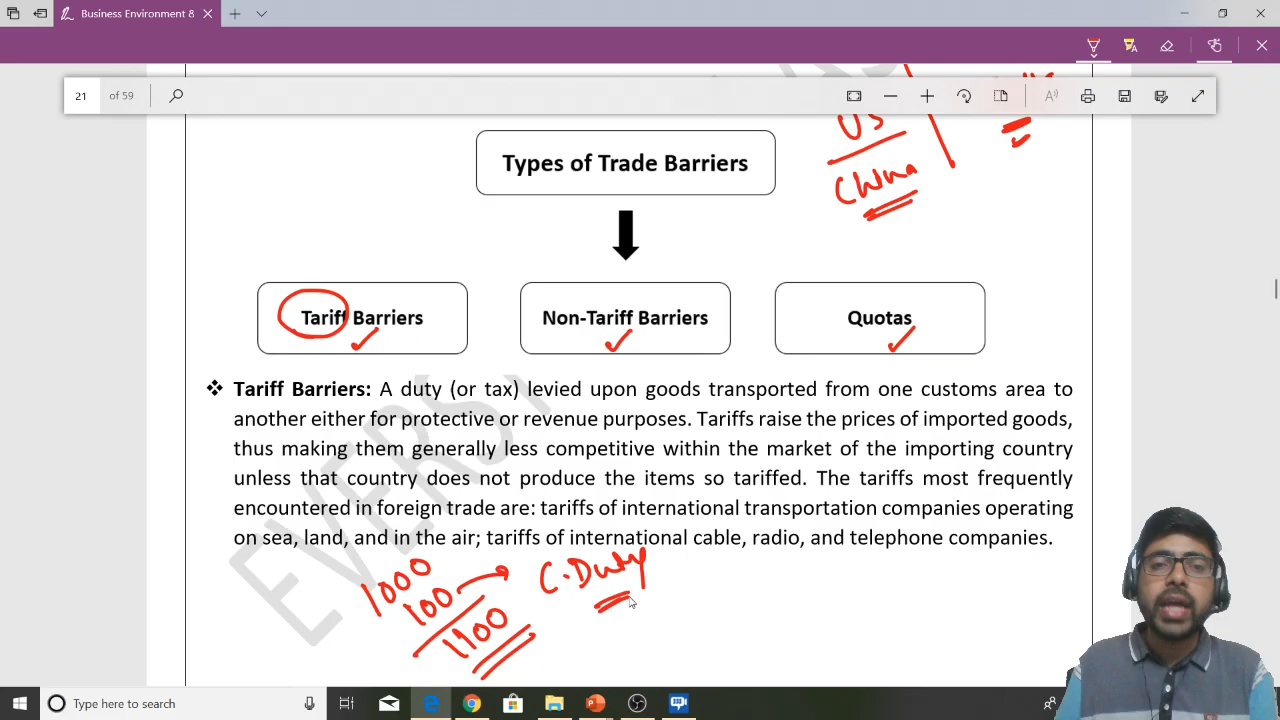 Business Environment 8
21 of 59
US
China
Types of Trade Barriers
Tariff Barriers
Non-Tariff Barriers
Quotas
Tariff Barriers: A duty (or tax) levied upon goods transported from one customs area to
another either for protective or revenue purposes. Tariffs raise the prices of imported goods,
thus making them generally less competitive within the market of the importing country
unless that country does not produce the items so tariffed. The tariffs most frequently
encountered in foreign trade are: tariffs of international transportation companies operating
on sea, land, and in the air; tariffs of international cable, radio, and telephone companies.
1000
100
1100
C.Duty
Type here to search